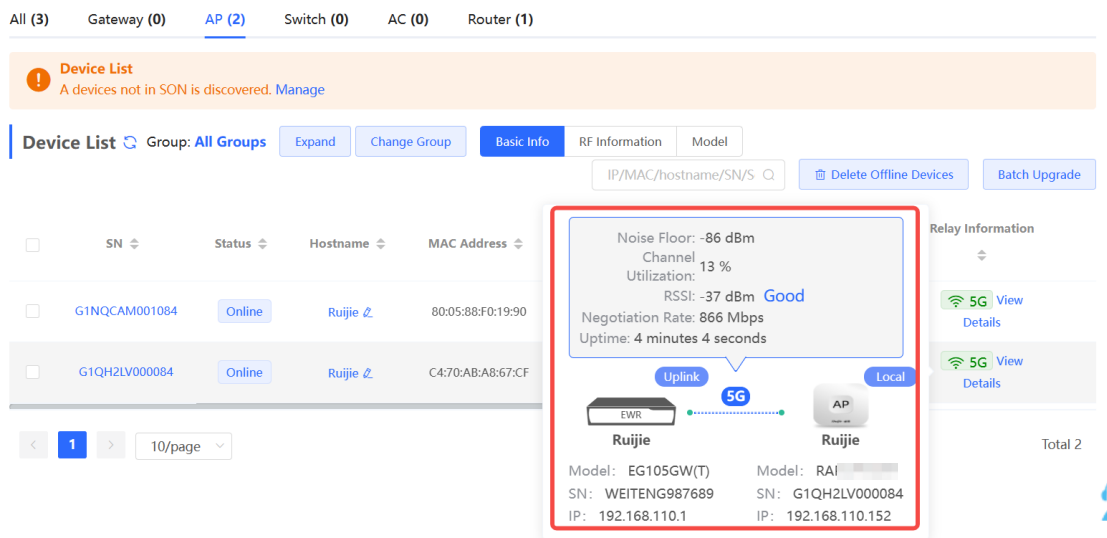 All (3) Gateway (0) AP (2) Switch (0) AC (0) Router (1)
Device List
A devices not in SON is discovered. Manage
Device List Group: All Groups Expand Change Group Basic Info RF Information Model
IP/MAC/hostname/SN/S Delete Offline Devices Batch Upgrade
SN Status Hostname MAC Address Relay Information
G1NQCAM001084 Online Ruijie 80:05:88:F0:19:90 5G View
Details
G1QH2LV000084 Online Ruijie C4:70:AB:A8:67:CF 5G View
Details
Noise Floor: -86 dBm
Channel
Utilization: 13 %
RSSI: -37 dBm Good
Negotiation Rate: 866 Mbps
Uptime: 4 minutes 4 seconds
Uplink Local
5G
EWR AP
Ruijie Ruijie
Model: EG105GW(T) Model:
SN: WEITENG987689 SN: G1QH2LV000084
IP: 192.168.110.1 IP: 192.168.110.152
1 10/page Total 2